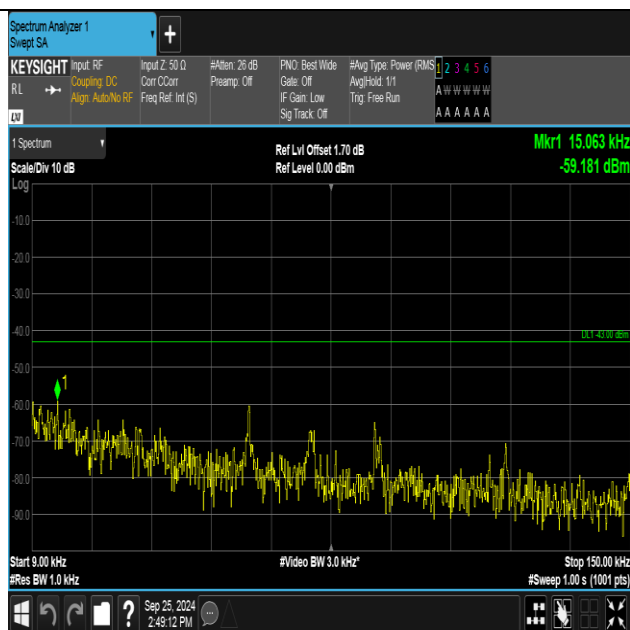 Spectrum Analyzer 1
Swept SA
+
KEYSIGHT
RL
LXI
Input: RF
Coupling: DC
Align: Auto/No RF
Input Z: 50 Ω
Corr CCorr
Freq Ref: Int (S)
#Atten: 26 dB
Preamp: Off
PNO: Best Wide
Gate: Off
IF Gain: Low
Sig Track: Off
#Avg Type: Power (RMS
Avg|Hold: 1/1
Trig: Free Run
1 2 3 4 5 6
A W W W W W
A A A A A A
1 Spectrum
Scale/Div 10 dB
Log
Ref Lvl Offset 1.70 dB
Ref Level 0.00 dBm
Mkr1 15.063 kHz
-59.181 dBm
-10.0
-20.0
-30.0
-40.0
DL1 -43.00 dBm
-50.0
1
-60.0
-70.0
-80.0
-90.0
Start 9.00 kHz
#Video BW 3.0 kHz*
Stop 150.00 kHz
#Res BW 1.0 kHz
#Sweep 1.00 s (1001 pts)
?
Sep 25, 2024
2:49:12 PM